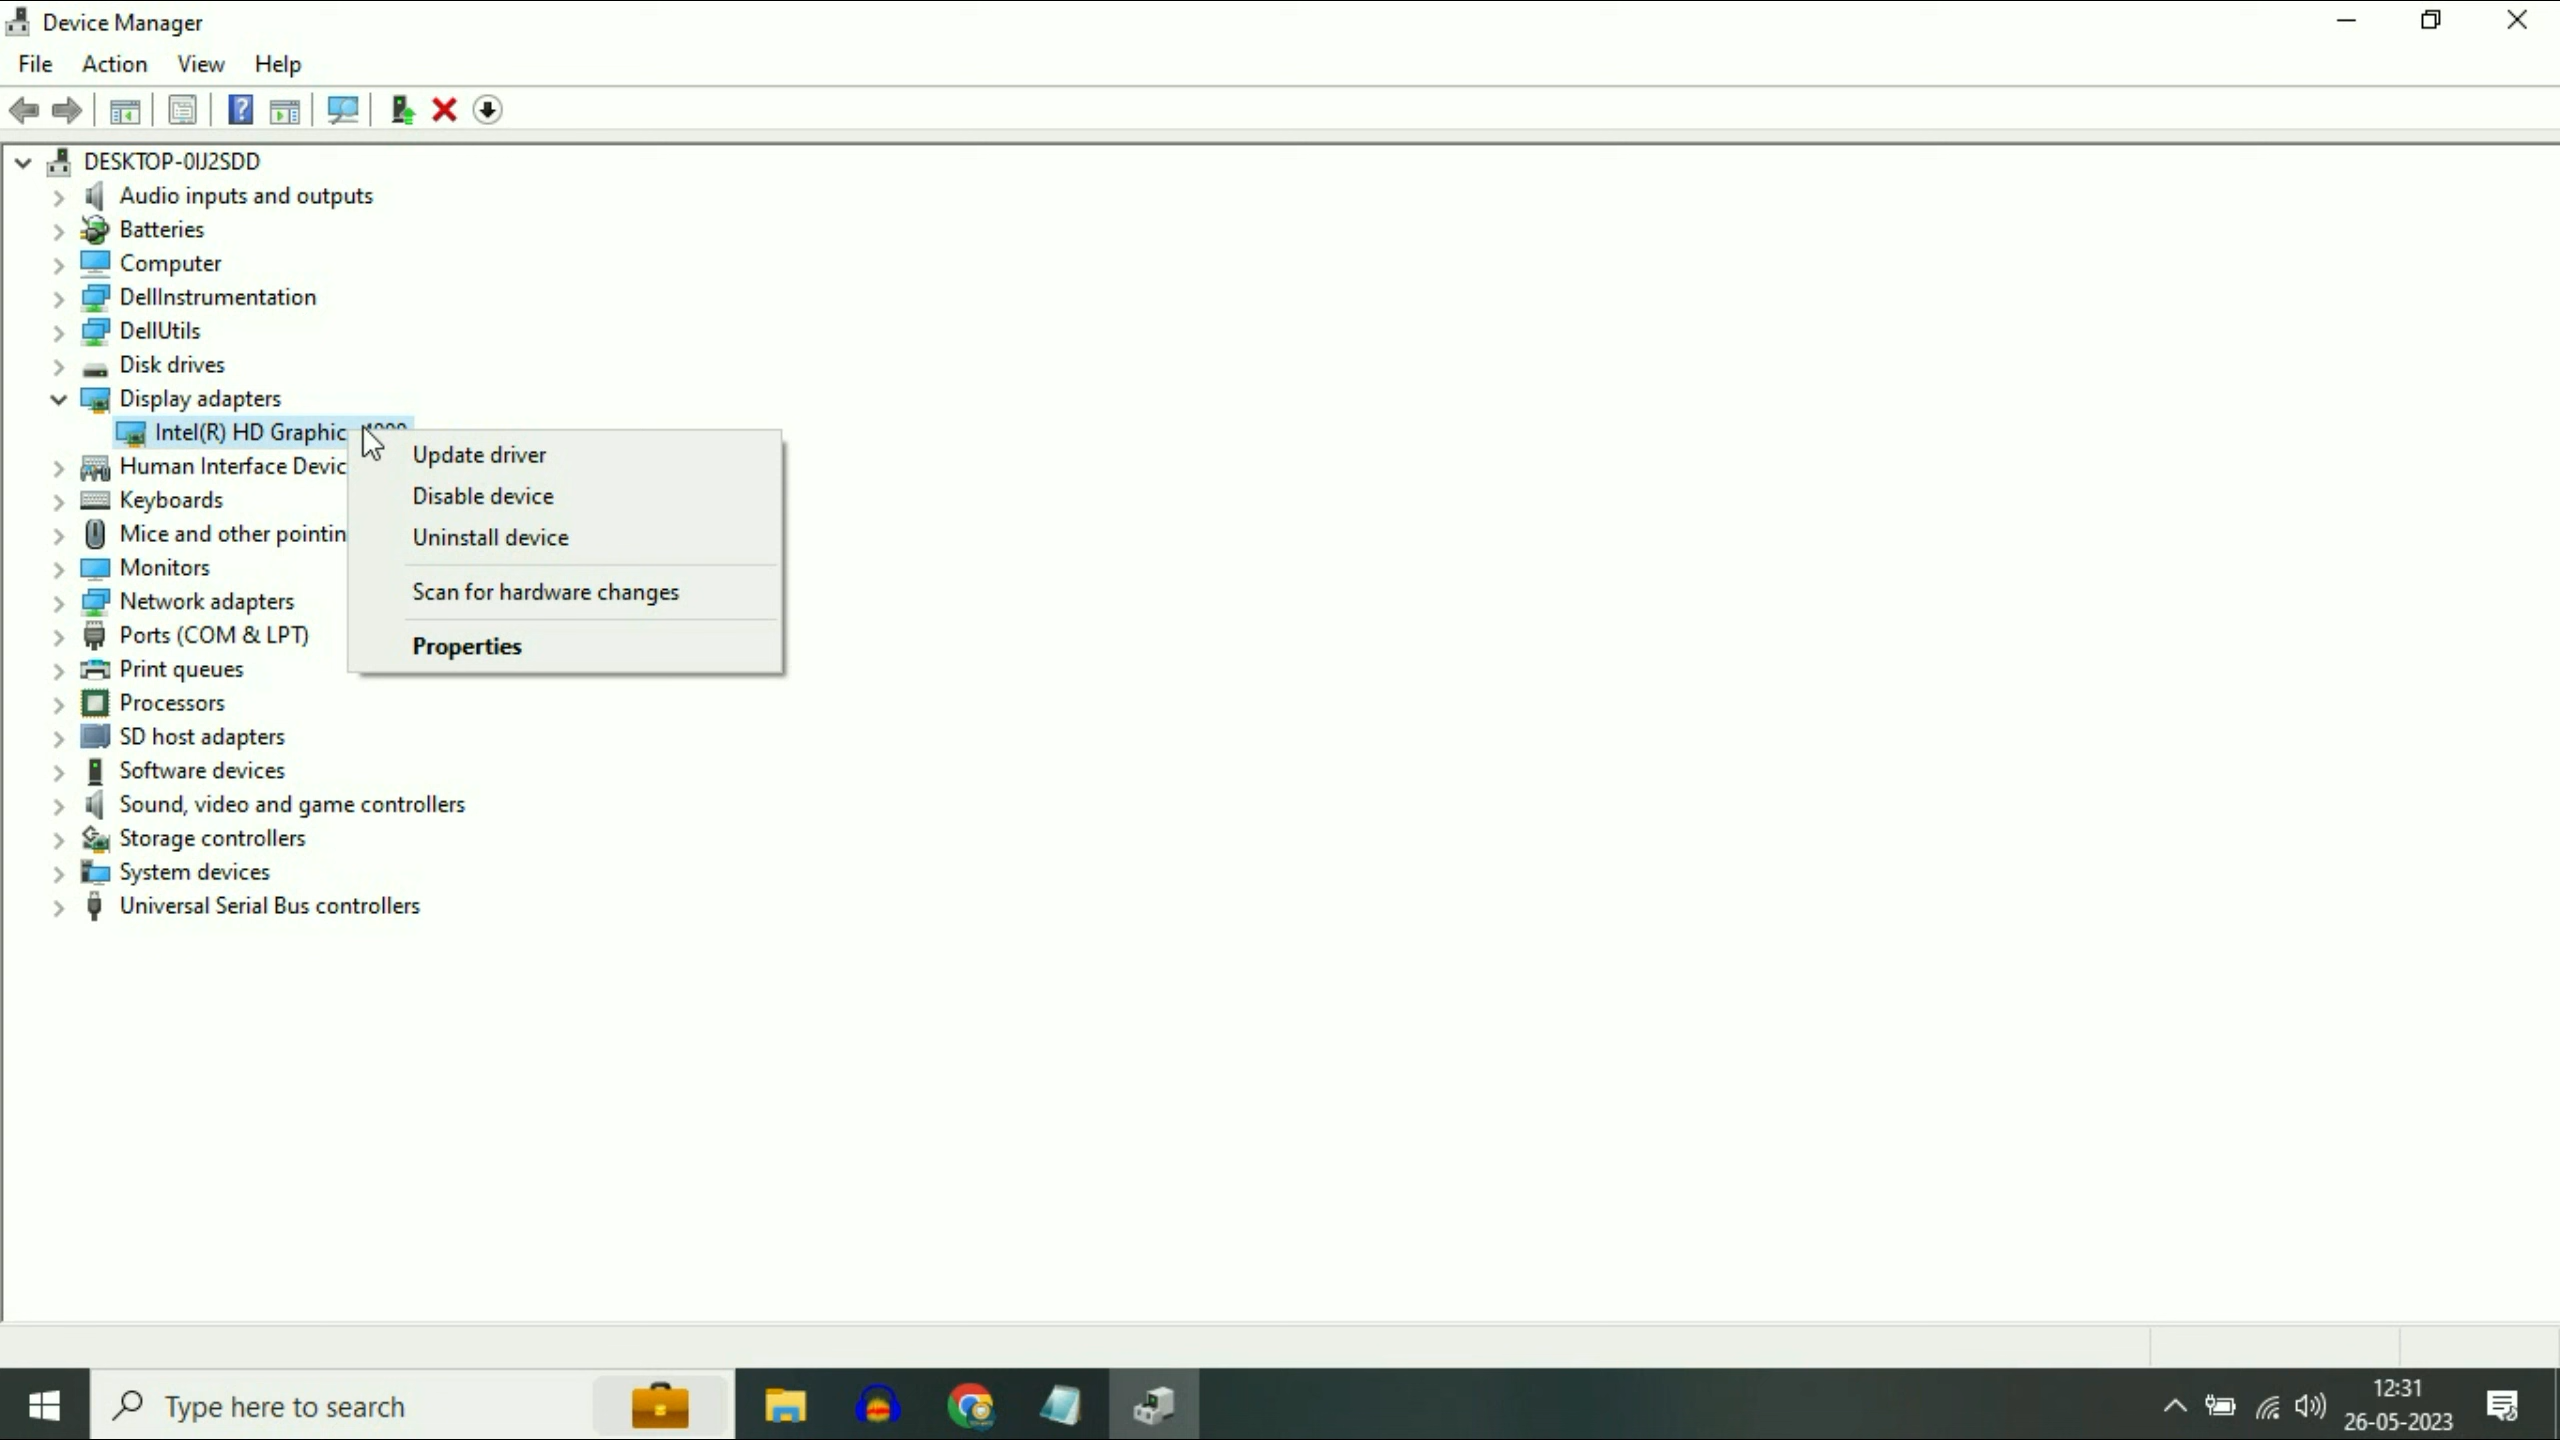 Device Manager
File Action View Help
DESKTOP-0IJ2SDD
Audio inputs and outputs
Batteries
Computer
DellInstrumentation
DellUtils
Disk drives
Display adapters
Intel(R) HD Graphic
Human Interface Devic
Keyboards
Mice and other pointin
Monitors
Network adapters
Ports (COM & LPT)
Print queues
Processors
SD host adapters
Software devices
Sound, video and game controllers
Storage controllers
System devices
Universal Serial Bus controllers
Update driver
Disable device
Uninstall device
Scan for hardware changes
Properties
Type here to search
12:31
26-05-2023